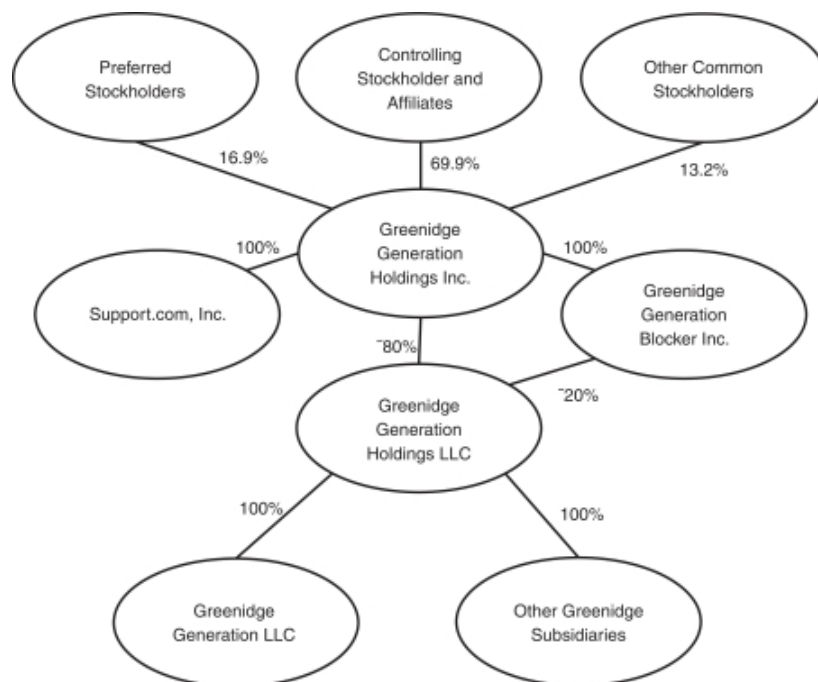 Preferred
Stockholders
Controlling
Stockholder and
Affiliates
Other Common
Stockholders
16.9%
69.9%
13.2%
Greenidge
Generation
Holdings Inc.
100%
100%
Support.com, Inc.
Greenidge
Generation
Blocker Inc.
~80%
~20%
Greenidge
Generation
Holdings LLC
100%
100%
Greenidge
Generation LLC
Other Greenidge
Subsidiaries